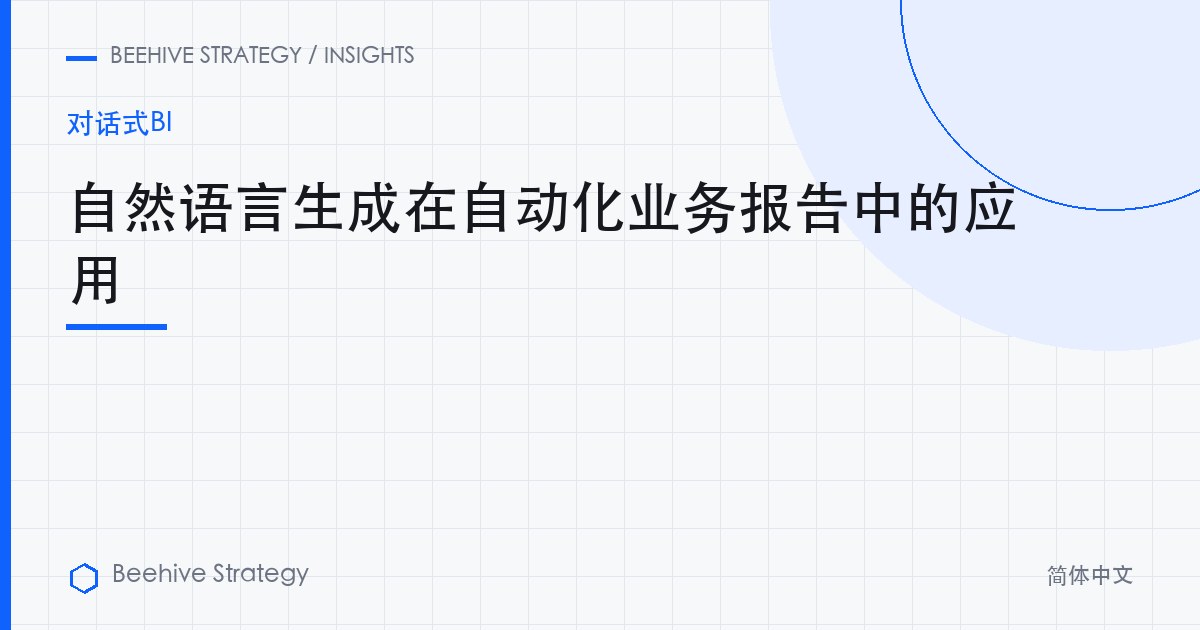 BEEHIVE STRATEGY / INSIGHTS
对话式BI
自然语言生成在自动化业务报告中的应
用
Beehive Strategy
简体中文